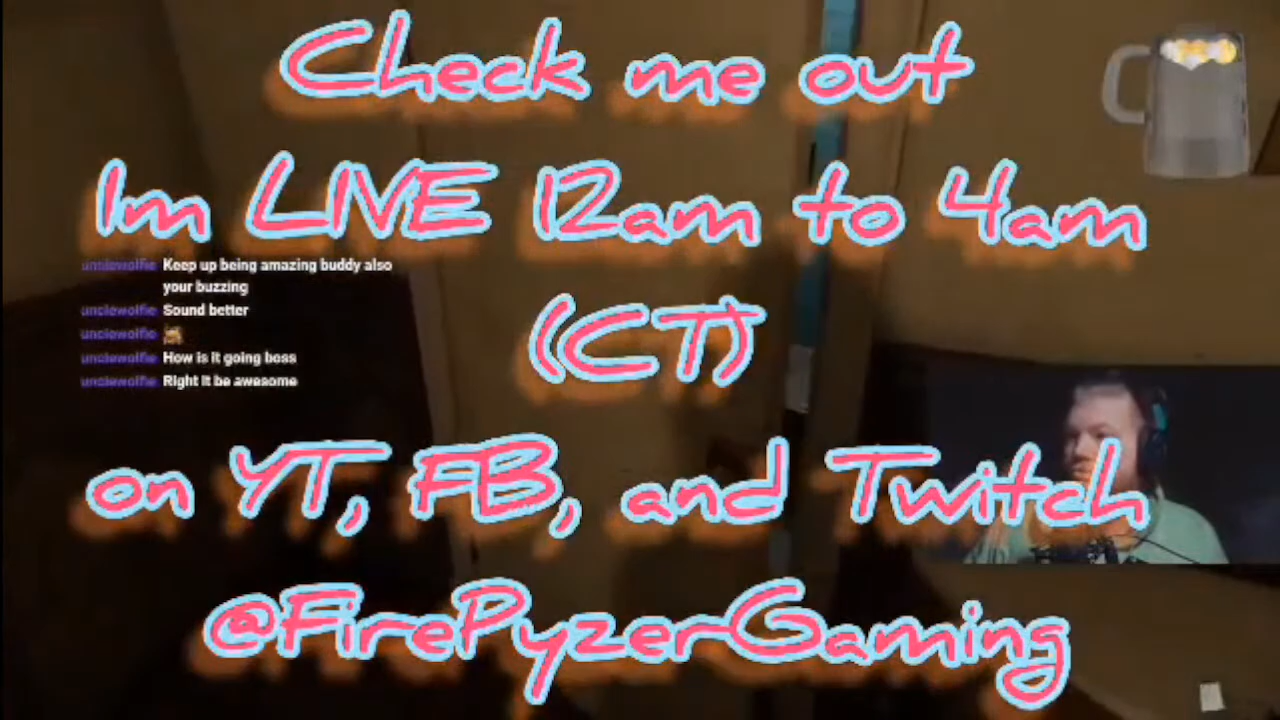 Check me out
Im LIVE 12am to 4am
unclewolfie Keep up being amazing buddy also
your buzzing
unclewolfie Sound better
unclewolfie
unclewolfie How is it going boss
unclewolfie Right it be awesome
(CT)
on YT, FB, and Twitch
@FirePyzerGaming